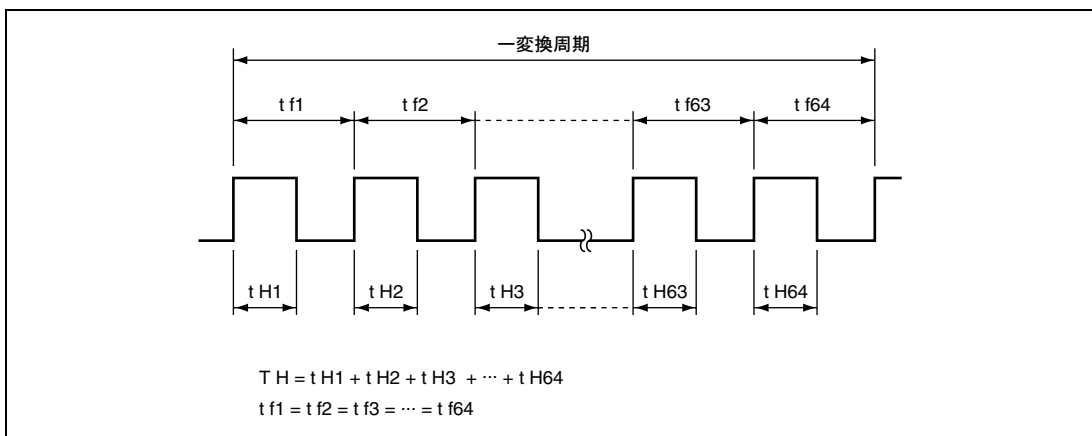 一変換周期
t f1 t f2 t f63 t f64
t H1 t H2 t H3 t H63 t H64
T H = t H1 + t H2 + t H3 + ··· + t H64
t f1 = t f2 = t f3 = ··· = t f64